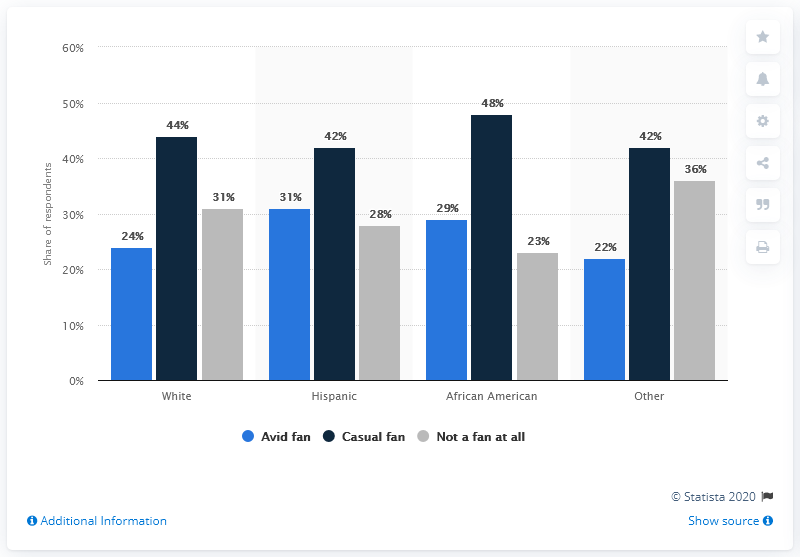 60%
50%
40%
30%
20%
10%
0%
Share of respondents
24%
44%
31%
31%
42%
28%
29%
48%
23%
22%
42%
36%
White
Hispanic
African American
Other
Avid fan
Casual fan
Not a fan at all
© Statista 2020
Additional Information
Show source